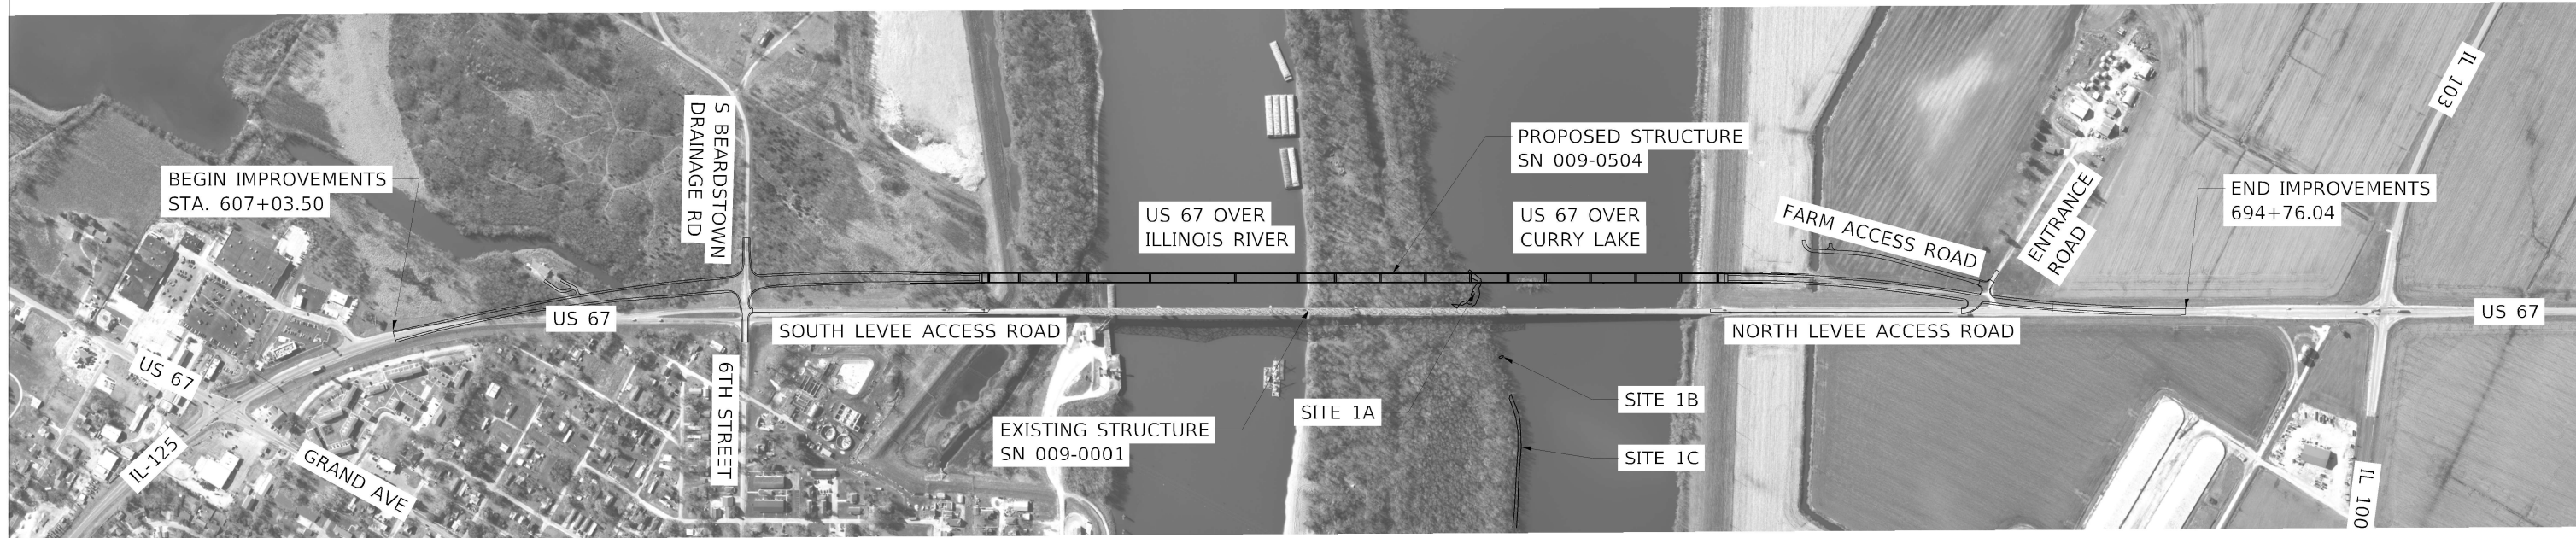 BEGIN IMPROVEMENTS
STA. 607+03.50
S BEARDSTOWN
DRAINAGE RD
US 67 OVER
ILLINOIS RIVER
PROPOSED STRUCTURE
SN 009-0504
US 67 OVER
CURRY LAKE
FARM ACCESS ROAD
ENTRANCE
ROAD
END IMPROVEMENTS
694+76.04
IL 103
US 67
US 67
SOUTH LEVEE ACCESS ROAD
NORTH LEVEE ACCESS ROAD
US 67
IL-125
GRAND AVE
6TH STREET
EXISTING STRUCTURE
SN 009-0001
SITE 1A
SITE 1B
SITE 1C
IL 100